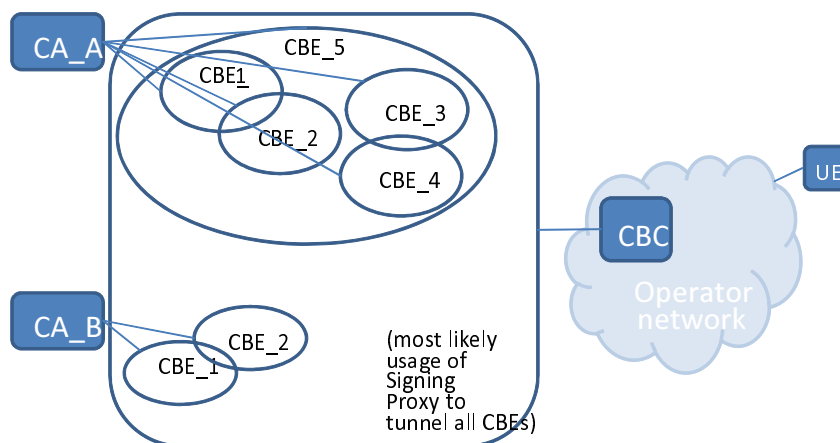 CA_A
CBE_5
CBE1
CBE_2
CBE_3
CBE_4
UE
CBC
Operator
network
CA_B
CBE_2
CBE_1
(most likely
usage of
Signing
Proxy to
tunnel all CBEs)